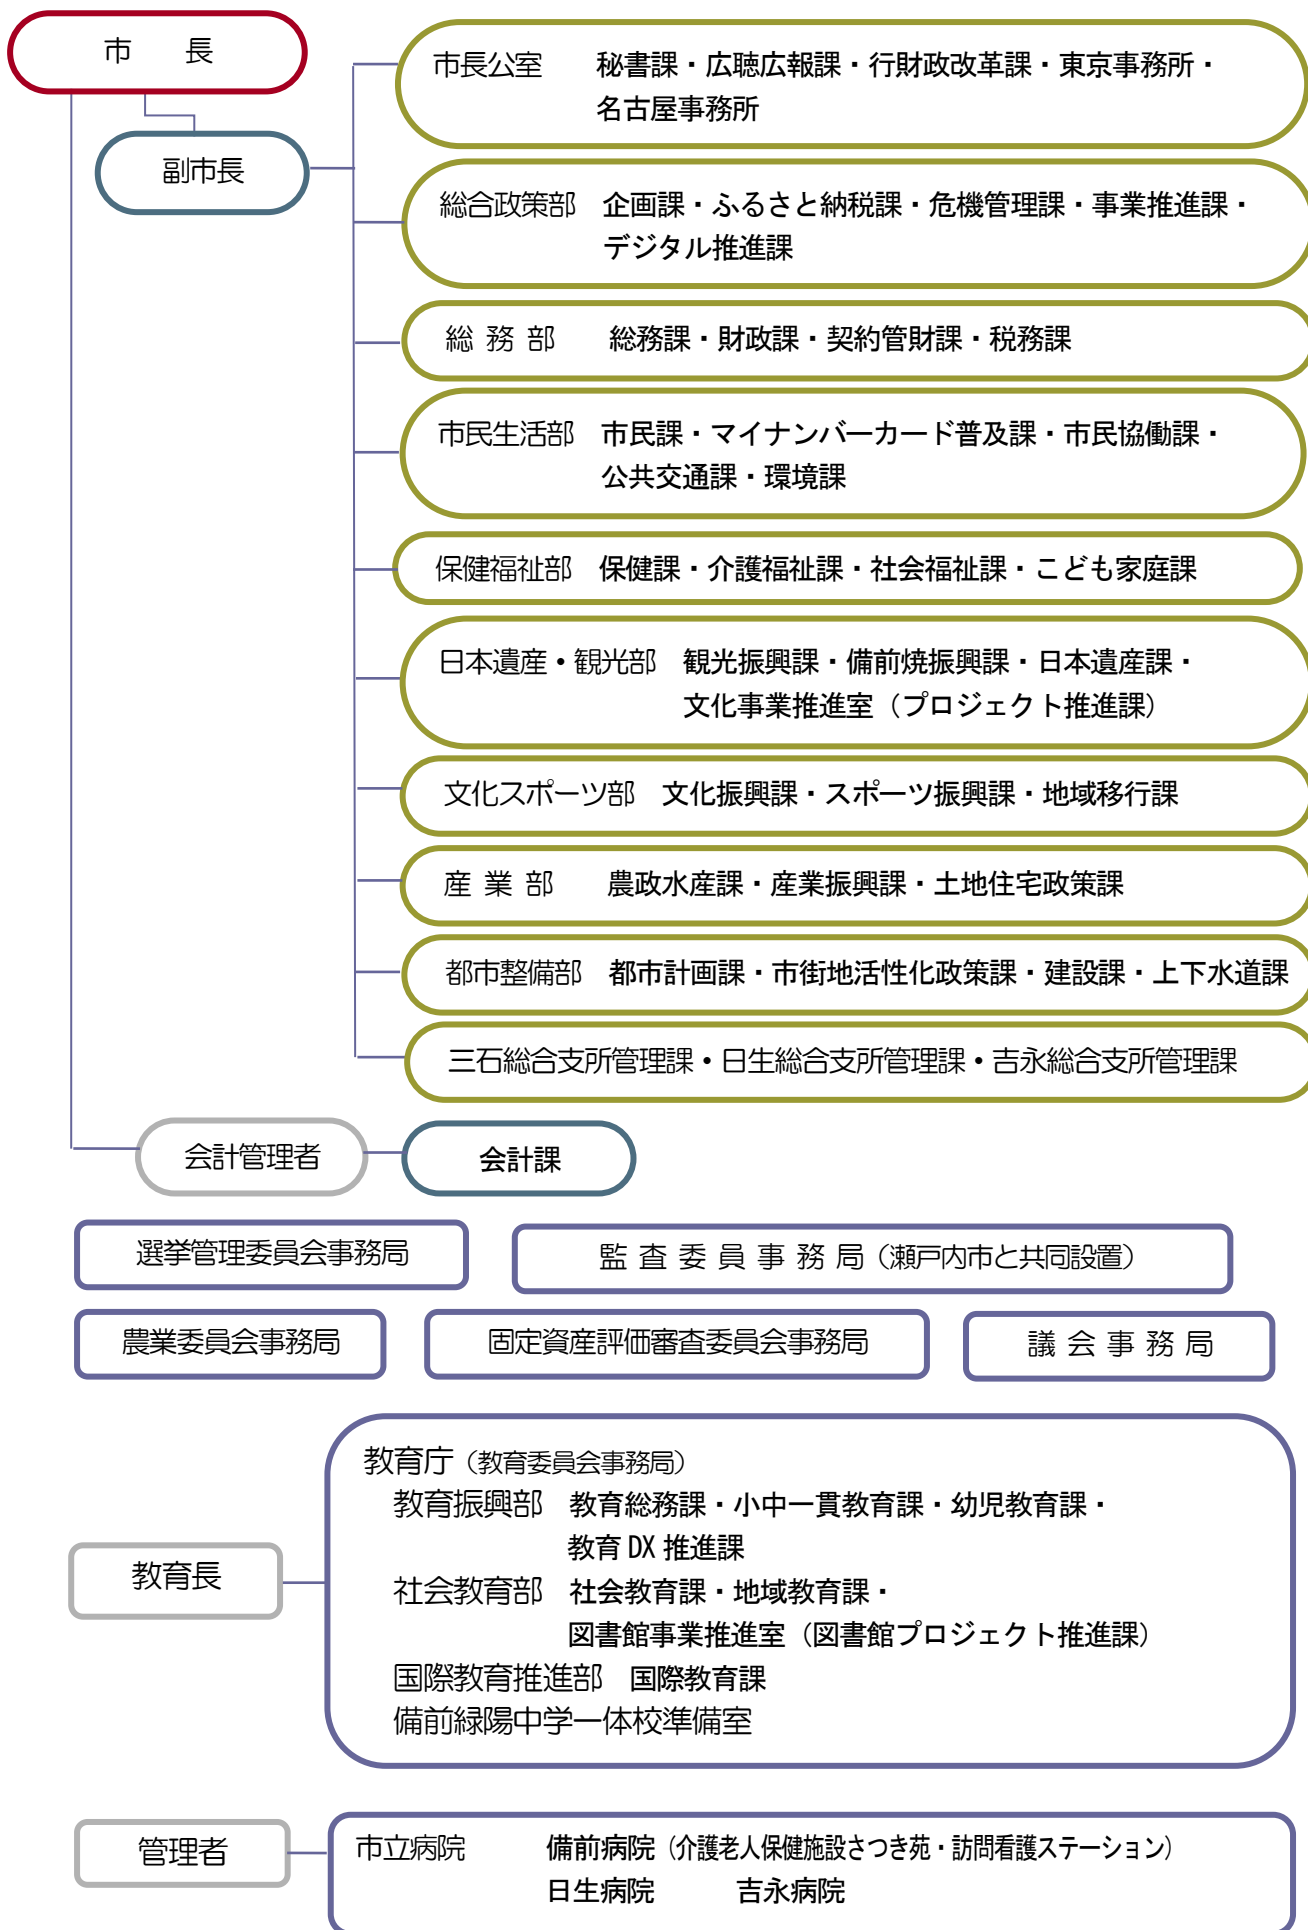 市　長
市長公室　秘書課・広聴広報課・行財政改革課・東京事務所・
名古屋事務所
副市長
総合政策部　企画課・ふるさと納税課・危機管理課・事業推進課・
デジタル推進課
総 務 部　総務課・財政課・契約管財課・税務課
市民生活部　市民課・マイナンバーカード普及課・市民協働課・
公共交通課・環境課
保健福祉部　保健課・介護福祉課・社会福祉課・こども家庭課
日本遺産・観光部　観光振興課・備前焼振興課・日本遺産課・
文化事業推進室（プロジェクト推進課）
文化スポーツ部　文化振興課・スポーツ振興課・地域移行課
産 業 部　農政水産課・産業振興課・土地住宅政策課
都市整備部　都市計画課・市街地活性化政策課・建設課・上下水道課
三石総合支所管理課・日生総合支所管理課・吉永総合支所管理課
会計管理者　会計課
選挙管理委員会事務局
監 査 委 員 事 務 局（瀬戸内市と共同設置）
農業委員会事務局
固定資産評価審査委員会事務局
議 会 事 務 局
教育長
教育庁（教育委員会事務局）
教育振興部　教育総務課・小中一貫教育課・幼児教育課・
教育 DX 推進課
社会教育部　社会教育課・地域教育課・
図書館事業推進室（図書館プロジェクト推進課）
国際教育推進部　国際教育課
備前緑陽中学一体校準備室
管理者
市立病院　備前病院（介護老人保健施設さつき苑・訪問看護ステーション）
日生病院　吉永病院